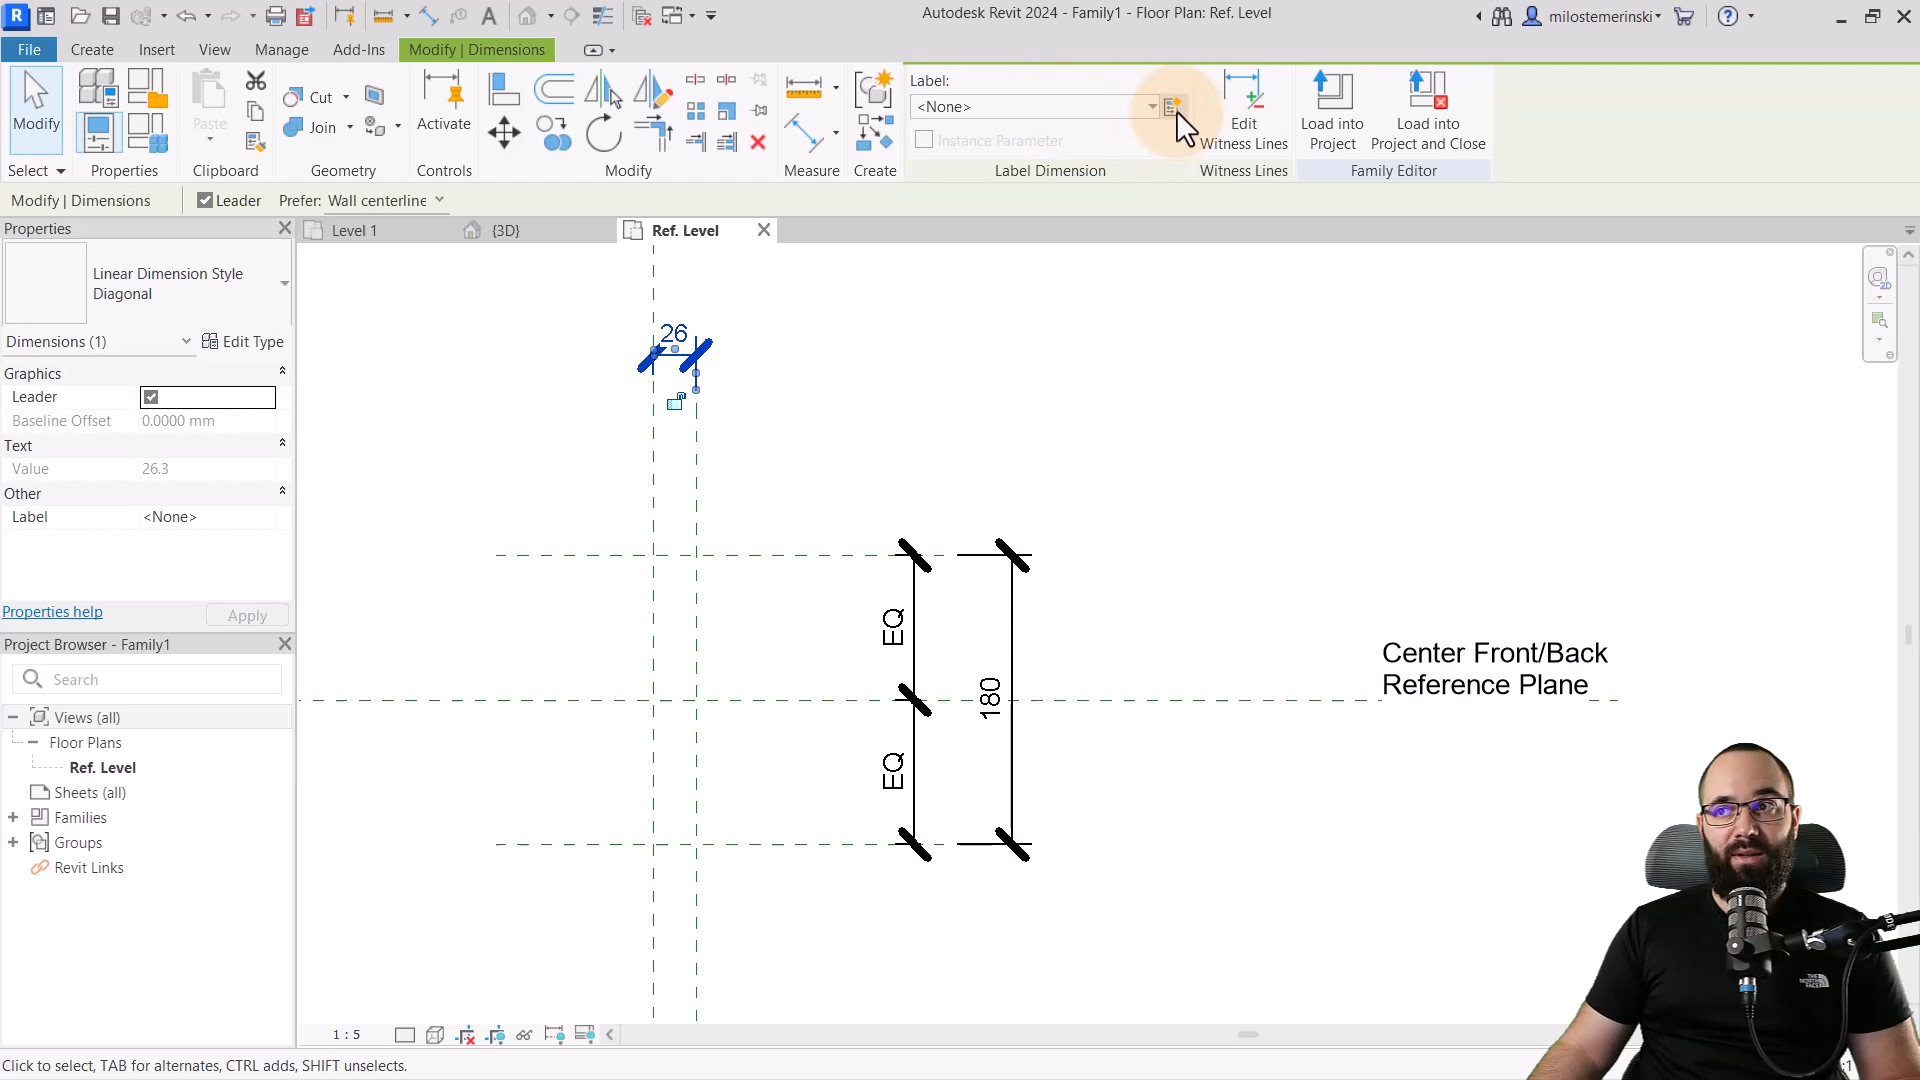 Autodesk Revit 2024 - Family1 - Floor Plan: Ref. Level
milostemerinski
File Create Insert View Manage Add-Ins Modify | Dimensions
Modify
Paste
Cut
Join
Activate
Label:
<None>
Instance Parameter
Edit
Witness Lines
Load into
Project
Load into
Project and Close
Select Properties Clipboard Geometry Controls Modify Measure Create Label Dimension Witness Lines Family Editor
Modify | Dimensions Leader Prefer: Wall centerline
Properties
Level 1 {3D} Ref. Level
Linear Dimension Style
Diagonal
Dimensions (1) Edit Type
Graphics
Leader
Baseline Offset 0.0000 mm
Text
Value 26.3
Other
Label <None>
Properties help Apply
Project Browser - Family1
Search
Views (all)
Floor Plans
Ref. Level
Sheets (all)
Families
Groups
Revit Links
26
EQ
EQ
180
Center Front/Back
Reference Plane
2D
THE
NORTH
FACE
1 : 5
Click to select, TAB for alternates, CTRL adds, SHIFT unselects.